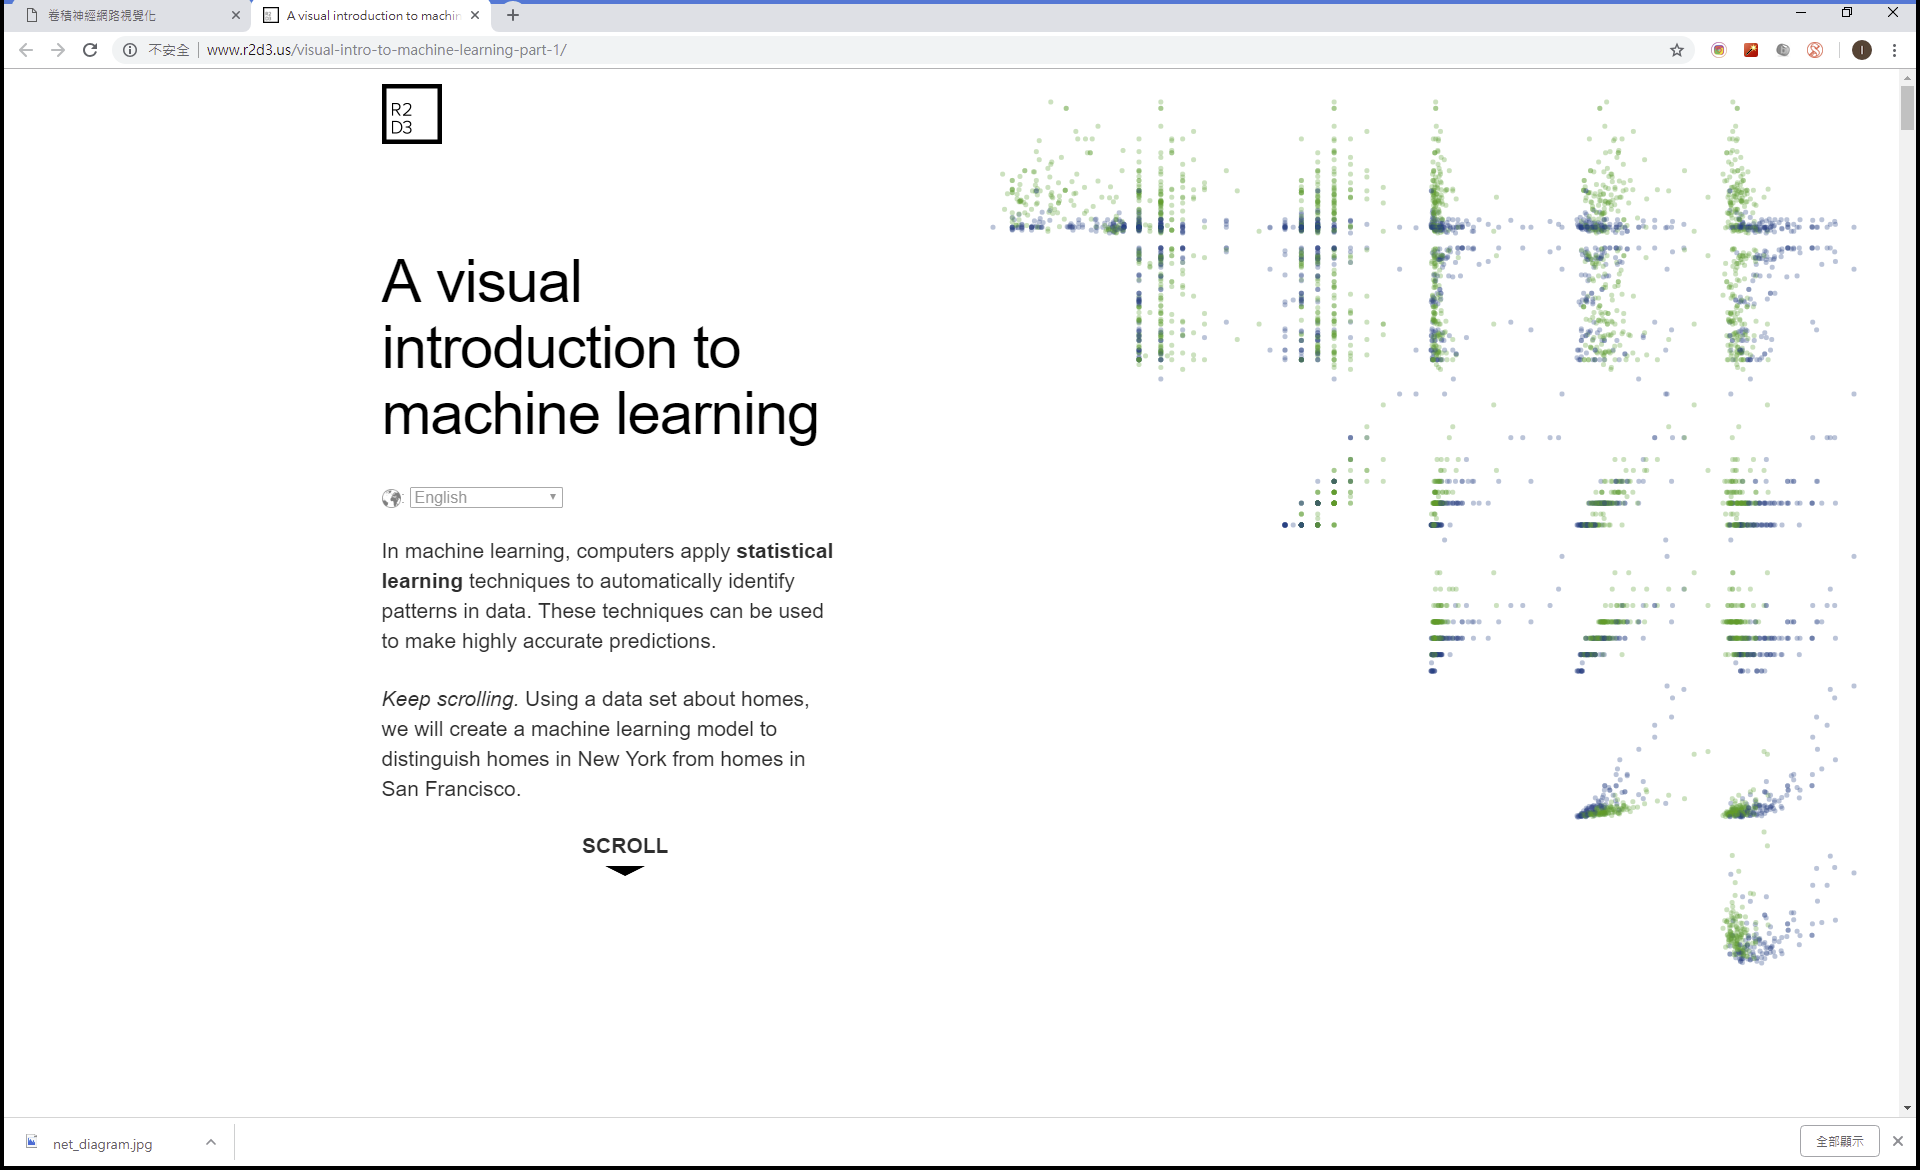 卷積神經網路視覺化
A visual introduction to machin
不安全 | www.r2d3.us/visual-intro-to-machine-learning-part-1/
R2
D3
A visual
introduction to
machine learning
English
In machine learning, computers apply statistical
learning techniques to automatically identify
patterns in data. These techniques can be used
to make highly accurate predictions.
Keep scrolling. Using a data set about homes,
we will create a machine learning model to
distinguish homes in New York from homes in
San Francisco.
SCROLL
net_diagram.jpg
全部顯示